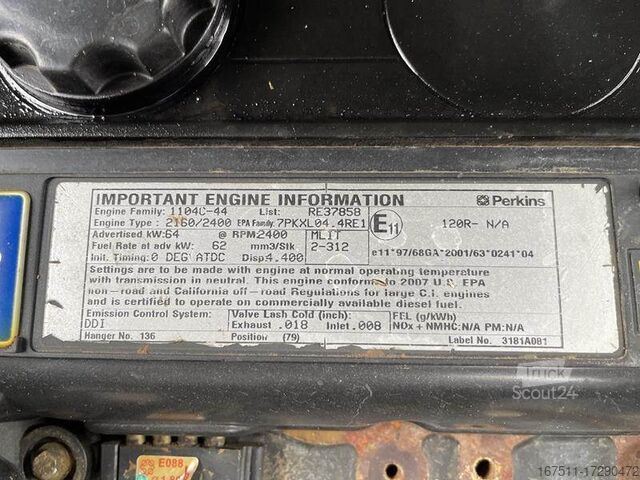 IMPORTANT ENGINE INFORMATION Perkins
Engine Family: 1104C-44 List: RE37858
Engine Type: 2160/2400 EPA Family: 7PKXL04.4RE1 E11 120R- N/A
Advertised kW: 64 @ RPM: 2400 MLIT
Fuel Rate at adv kW: 62 mm3/Stk 2-312
Init. Timing: 0 DEG ATDC Disp 4.400 e11*97/68GA*2001/63*0241*04
Settings are to be made with engine at normal operating temperature
with transmission in neutral. This engine conforms to 2007 U.S. EPA
non-road and California off-road Regulations for large C.I. engines
and is certified to operate on commercially available diesel fuel.
Emission Control System: Valve Lash Cold (inch): FEL (g/kWh)
DDI Exhaust .018 Inlet .008 NOx + NMHC: N/A PM: N/A
Hanger No. 136 Position (79) Label No. 3181A081
Truck
Scout24
E088
167511-17290472